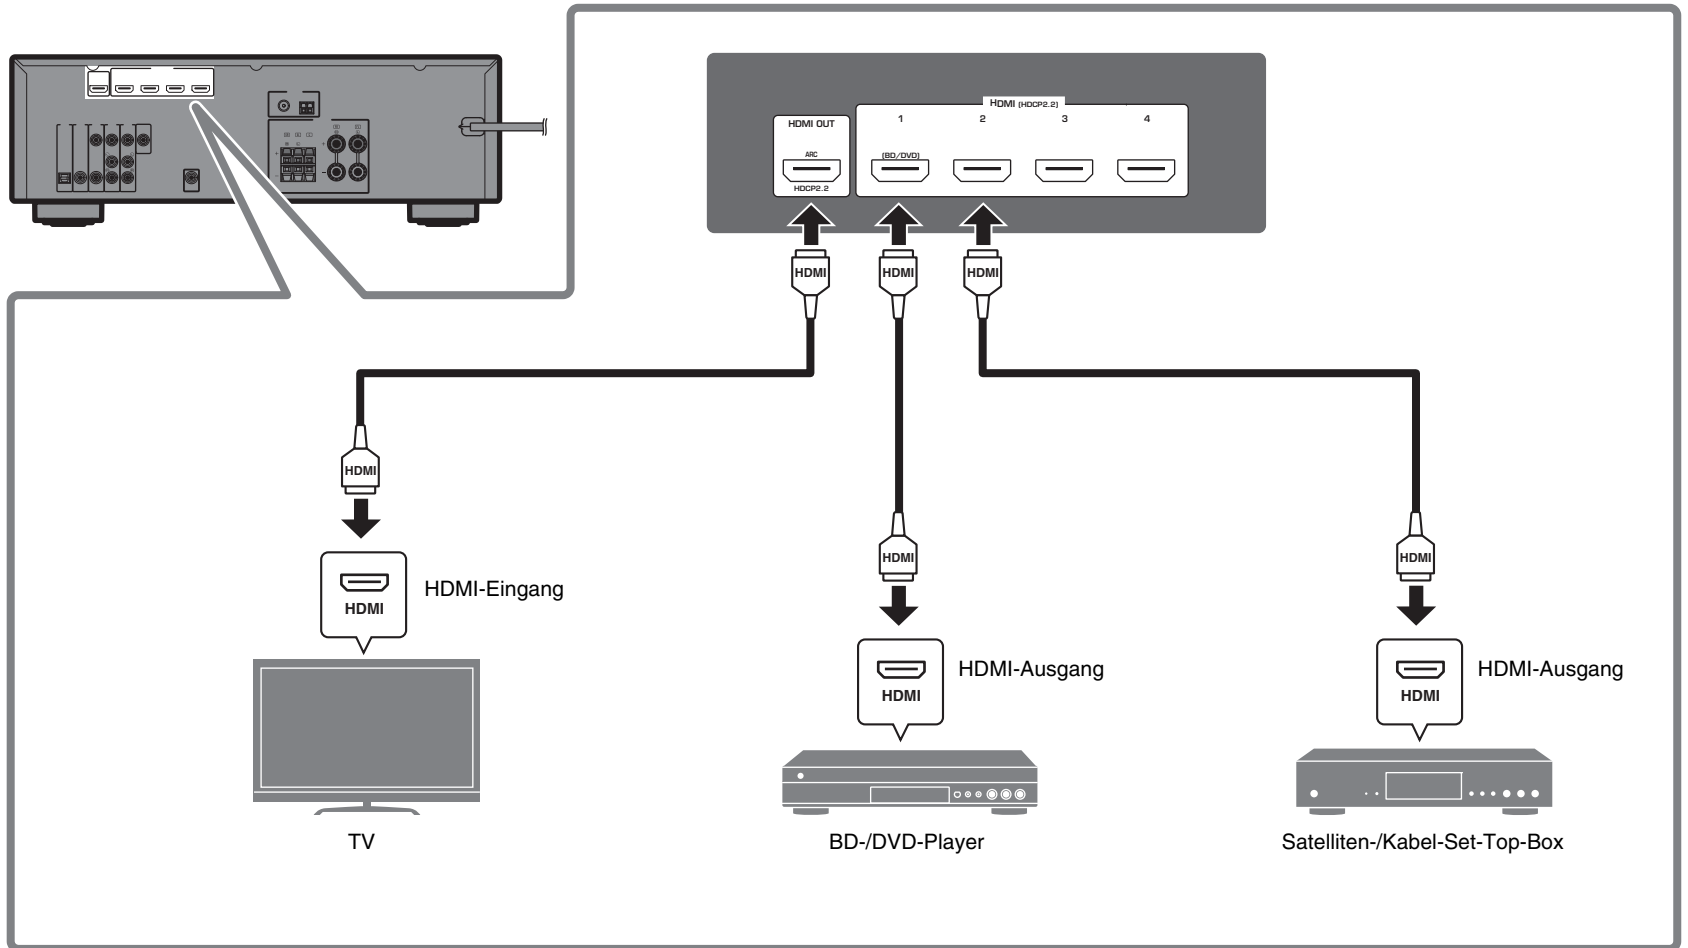 HDMI (HDCP2.2)
HDMI OUT
1
2
3
4
ARC
(BD/DVD)
HDCP2.2
HDMI
HDMI
HDMI
HDMI
HDMI
HDMI
HDMI
HDMI-Eingang
HDMI
HDMI-Ausgang
HDMI
HDMI-Ausgang
HDMI
TV
BD-/DVD-Player
Satelliten-/Kabel-Set-Top-Box